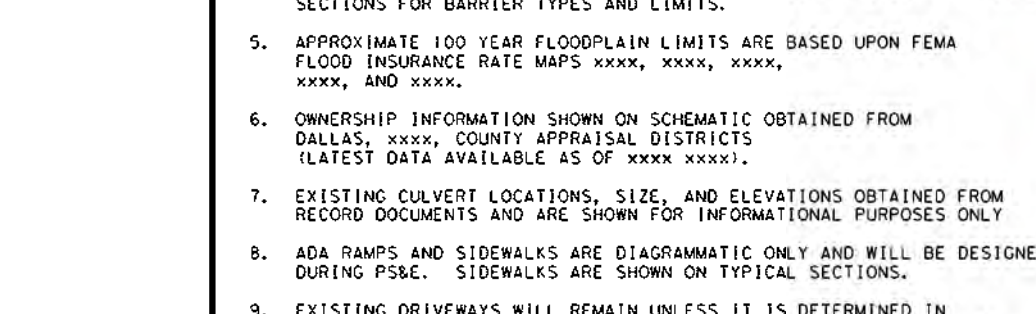 SECTIONS FOR BARRIER TYPES AND LIMITS.
5. APPROXIMATE 100 YEAR FLOODPLAIN LIMITS ARE BASED UPON FEMA
FLOOD INSURANCE RATE MAPS xxxx, xxxx, xxxx,
xxxx, AND xxxx.
6. OWNERSHIP INFORMATION SHOWN ON SCHEMATIC OBTAINED FROM
DALLAS, xxxx, COUNTY APPRAISAL DISTRICTS
(LATEST DATA AVAILABLE AS OF xxxx xxxx).
7. EXISTING CULVERT LOCATIONS, SIZE, AND ELEVATIONS OBTAINED FROM
RECORD DOCUMENTS AND ARE SHOWN FOR INFORMATIONAL PURPOSES ONLY
8. ADA RAMPS AND SIDEWALKS ARE DIAGRAMMATIC ONLY AND WILL BE DESIGNE
DURING PS&E. SIDEWALKS ARE SHOWN ON TYPICAL SECTIONS.
9. EXISTING DRIVEWAYS WILL REMAIN UNLESS IT IS DETERMINED IN